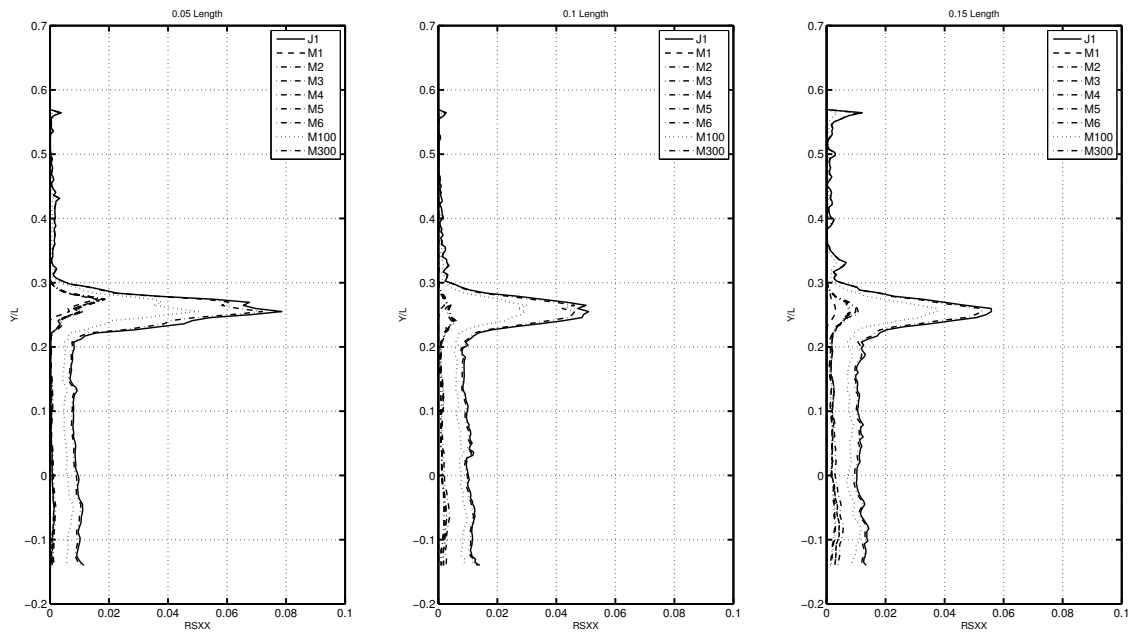 0.05 Length
0.7
0.6
0.5
0.4
0.3
0.2
0.1
0
−0.1
−0.2
Y/L
0
0.02
0.04
0.06
0.08
0.1
RSXX
J1
M1
M2
M3
M4
M5
M6
M100
M300
0.1 Length
0.7
0.6
0.5
0.4
0.3
0.2
0.1
0
−0.1
−0.2
Y/L
0
0.02
0.04
0.06
0.08
0.1
RSXX
J1
M1
M2
M3
M4
M5
M6
M100
M300
0.15 Length
0.7
0.6
0.5
0.4
0.3
0.2
0.1
0
−0.1
−0.2
Y/L
0
0.02
0.04
0.06
0.08
0.1
RSXX
J1
M1
M2
M3
M4
M5
M6
M100
M300